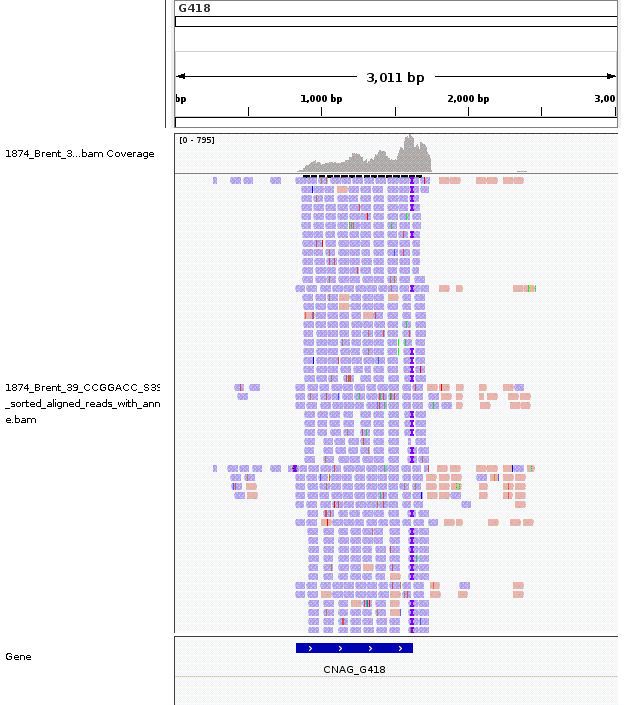 G418
3,011 bp
bp
1,000 bp
2,000 bp
3,00
[0 - 795]
1874_Brent_3...bam Coverage
1874_Brent_39_CCGGACC_S39
_sorted_aligned_reads_with_ann
e.bam
Gene
CNAG_G418